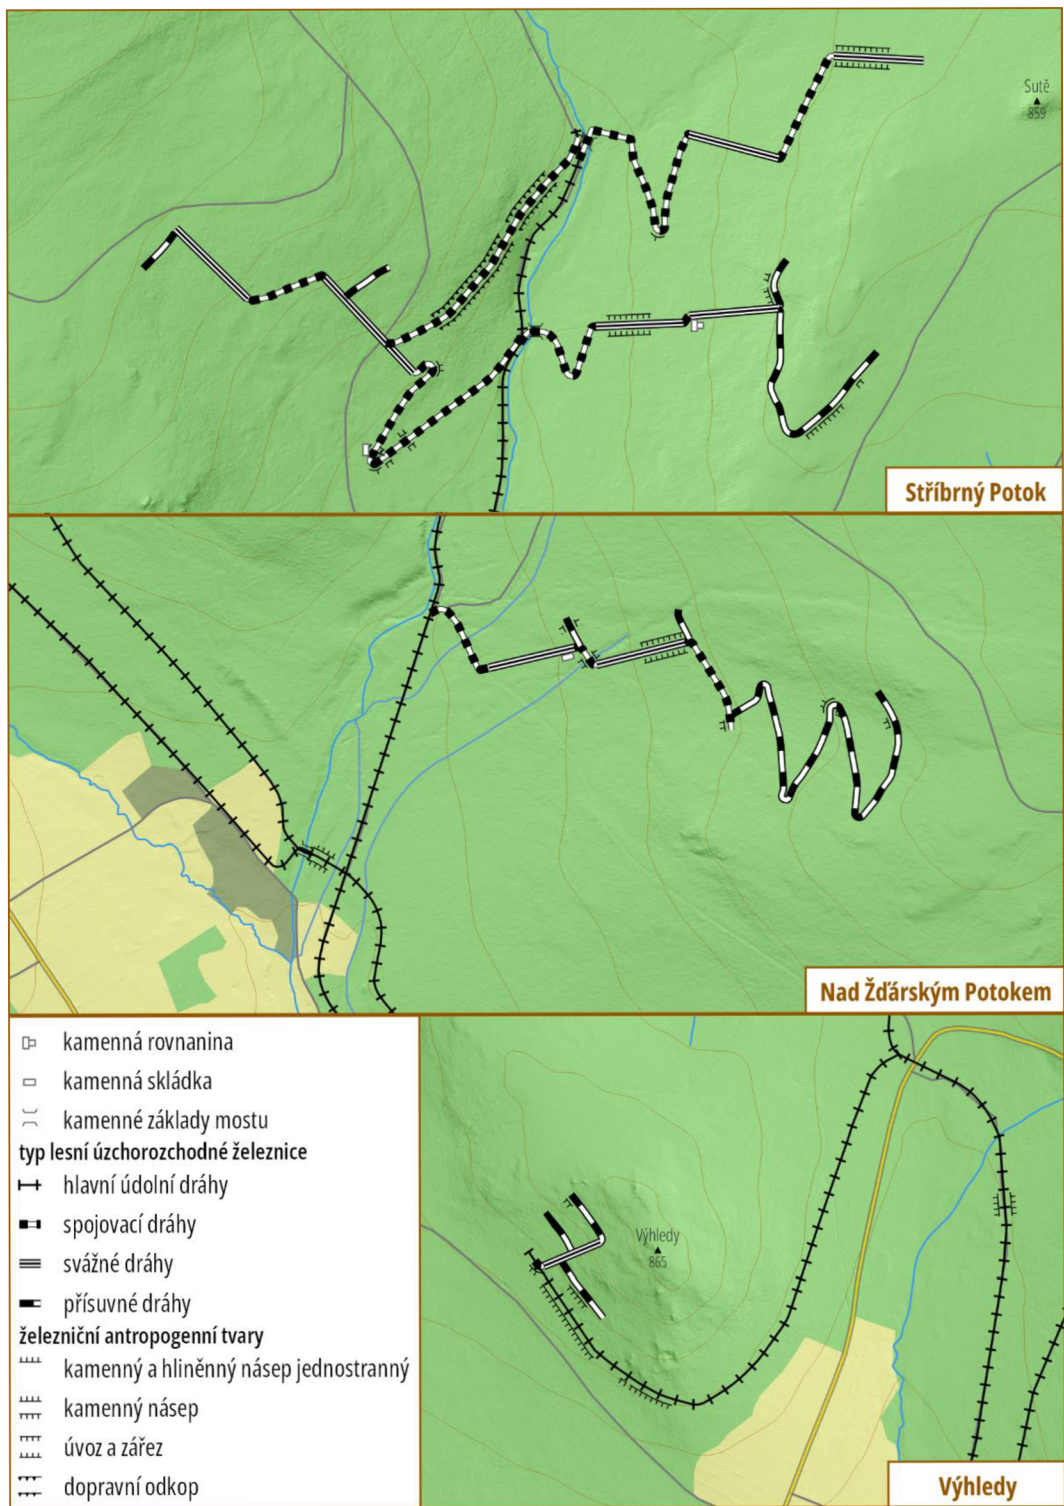 Sutě
859
Stříbrný Potok
Nad Žďárským Potokem
kamenná rovnanina
kamenná skládka
kamenné základy mostu
typ lesní úzchorozchodné železnice
hlavní údolní dráhy
spojovací dráhy
svážné dráhy
přísuvné dráhy
železniční antropogenní tvary
kamenný a hliněnný násep jednostranný
kamenný násep
úvoz a zářez
dopravní odkop
Výhledy
865
Výhledy